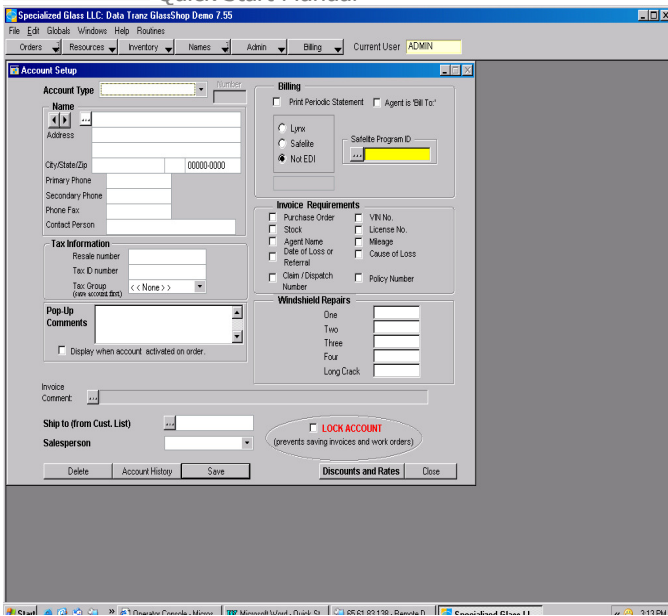 Quick Start Manual
Specialized Glass LLC: Data Tranz GlassShop Demo 7.55
File Edit Globals Windows Help Routines
Orders Resources Inventory Names Admin Billing Current User ADMIN
Account Setup
Account Type
Number
Name
...
Address
City/State/Zip 00000-0000
Primary Phone
Secondary Phone
Phone Fax
Contact Person
Tax Information
Resale number
Tax ID number
Tax Group << None >>
(save account first)
Pop-Up
Comments
Display when account activated on order.
Billing
Print Periodic Statement Agent is 'Bill To:'
Lynx
Safelite
Not EDI
Safelite Program ID
...
Invoice Requirements
Purchase Order VIN No.
Stock License No.
Agent Name Mileage
Date of Loss or Cause of Loss
Referral
Claim / Dispatch Policy Number
Number
Windshield Repairs
One
Two
Three
Four
Long Crack
Invoice
Comment: ...
Ship to (from Cust. List) ...
Salesperson
LOCK ACCOUNT
(prevents saving invoices and work orders)
Delete Account History Save Discounts and Rates Close
Start » Operator Console - Micros... Microsoft Word - Quick St... 65.61.83.138 - Remote D... Specialized Glass LL... « 3:13 PM